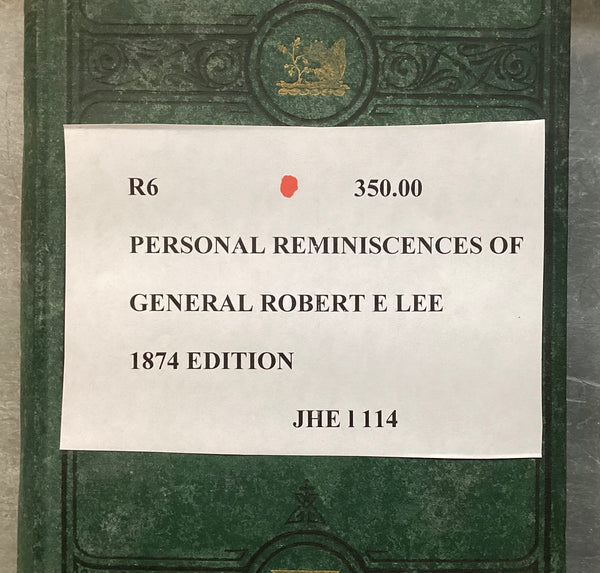 R6 350.00
PERSONAL REMINISCENCES OF
GENERAL ROBERT E LEE
1874 EDITION
JHE l 114